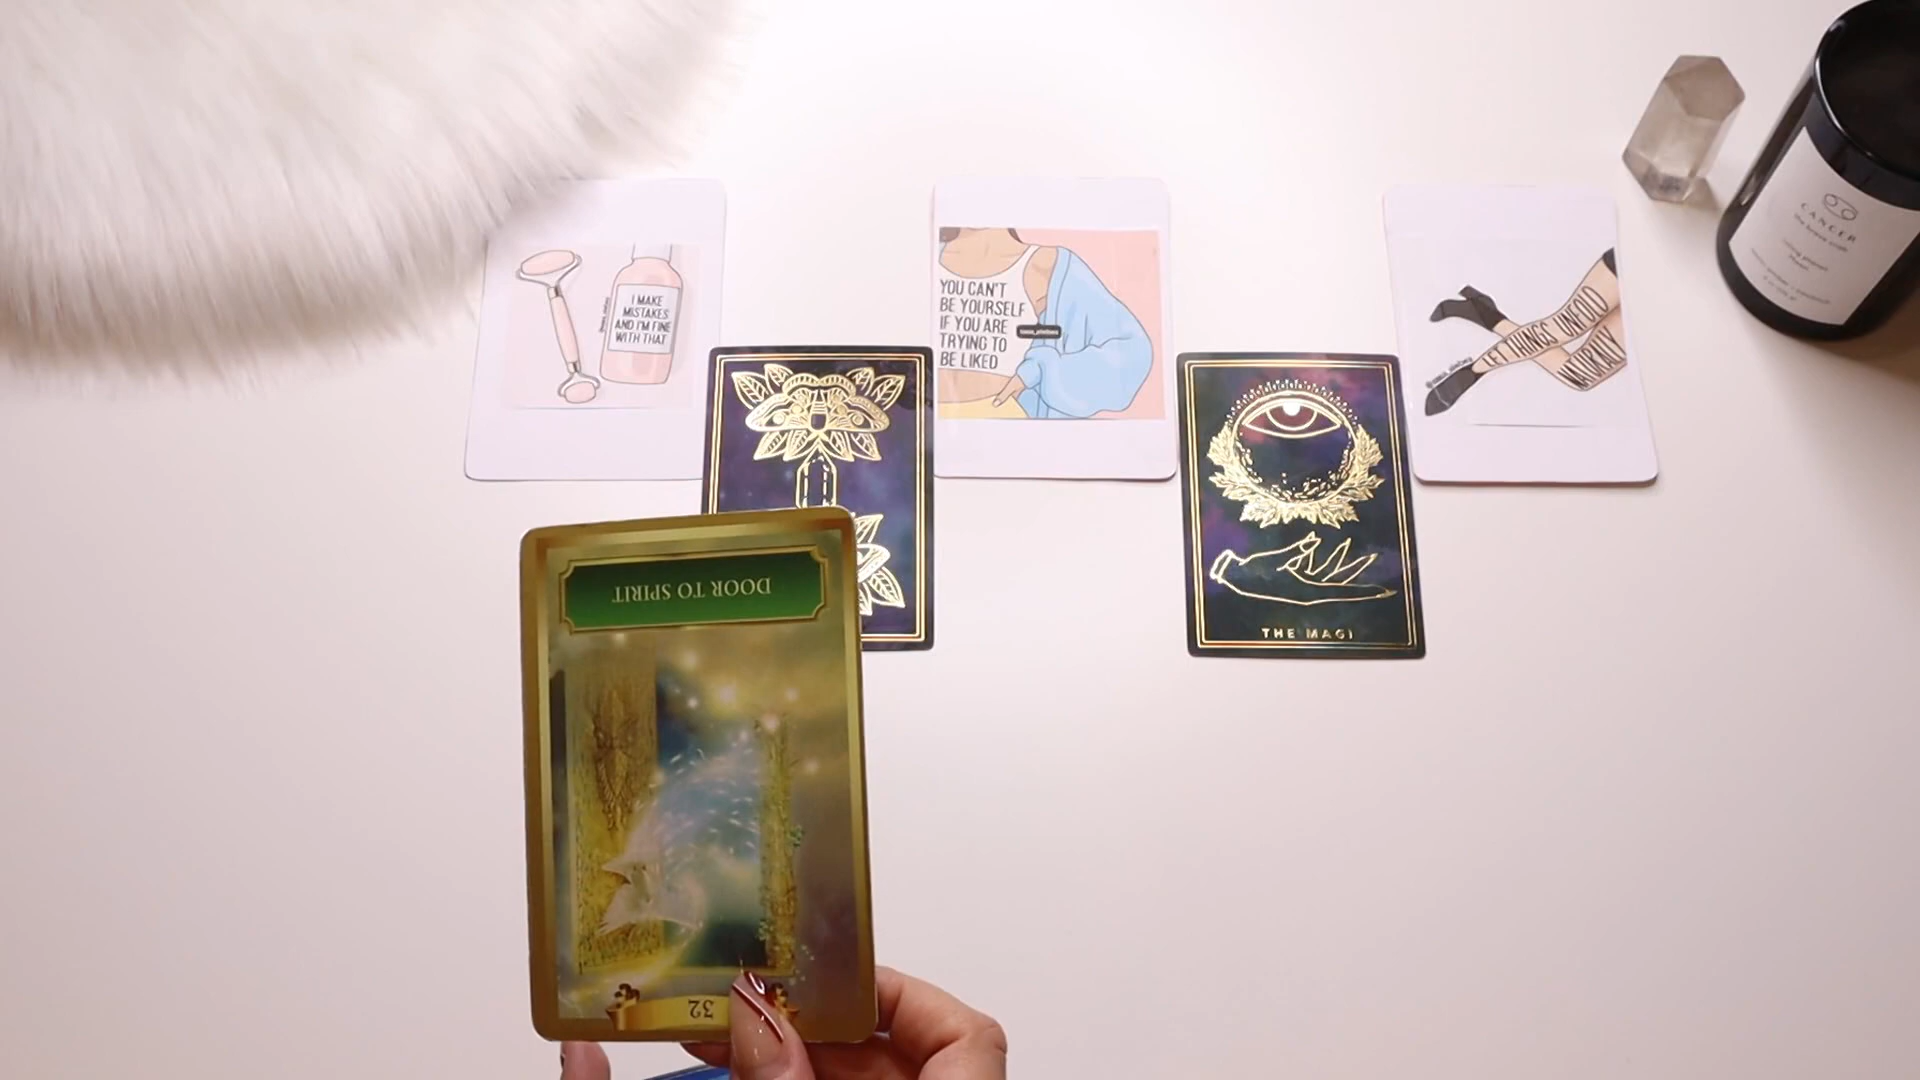 I MAKE
MISTAKES
AND I'M FINE
WITH THAT
YOU CAN'T
BE YOURSELF
IF YOU ARE
TRYING TO
BE LIKED
LET THINGS UNFOLD
NATURALLY
CANCER
THE MAGI
DOOR TO SPIRIT
32